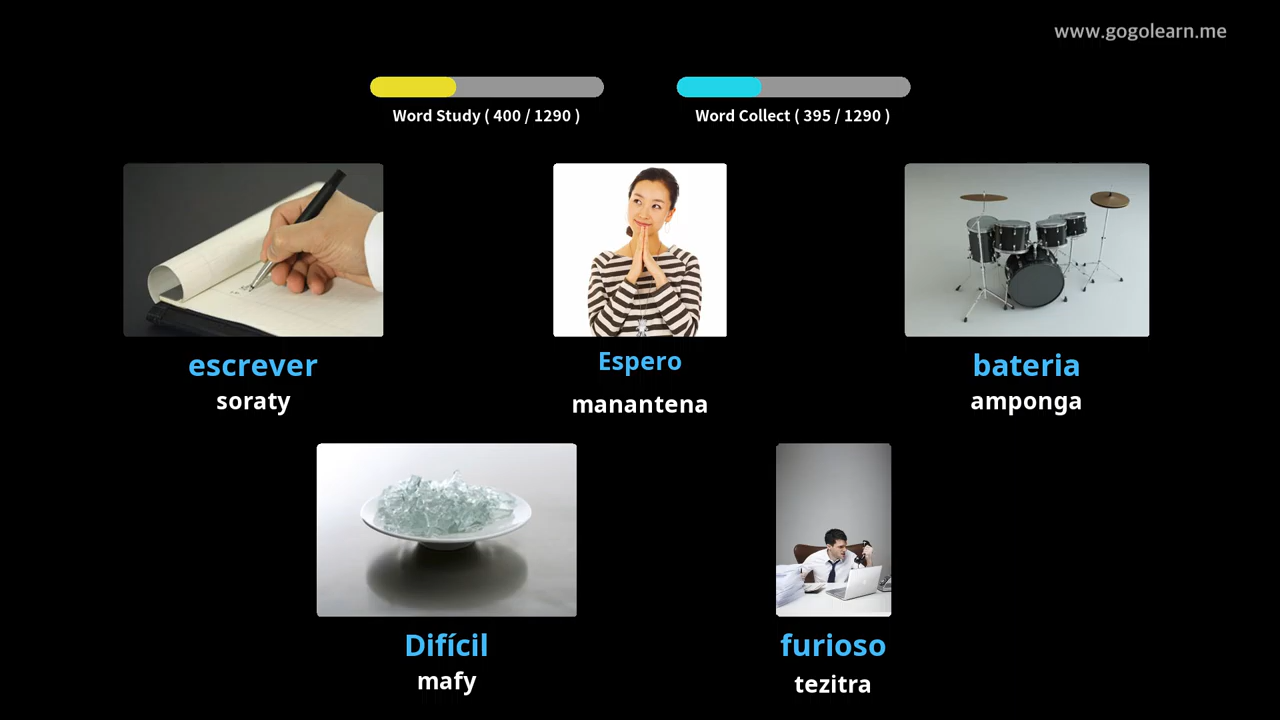 www.gogolearn.me
Word Study ( 400 / 1290 )
Word Collect ( 395 / 1290 )
escrever
soraty
Espero
manantena
bateria
amponga
Difícil
mafy
furioso
tezitra